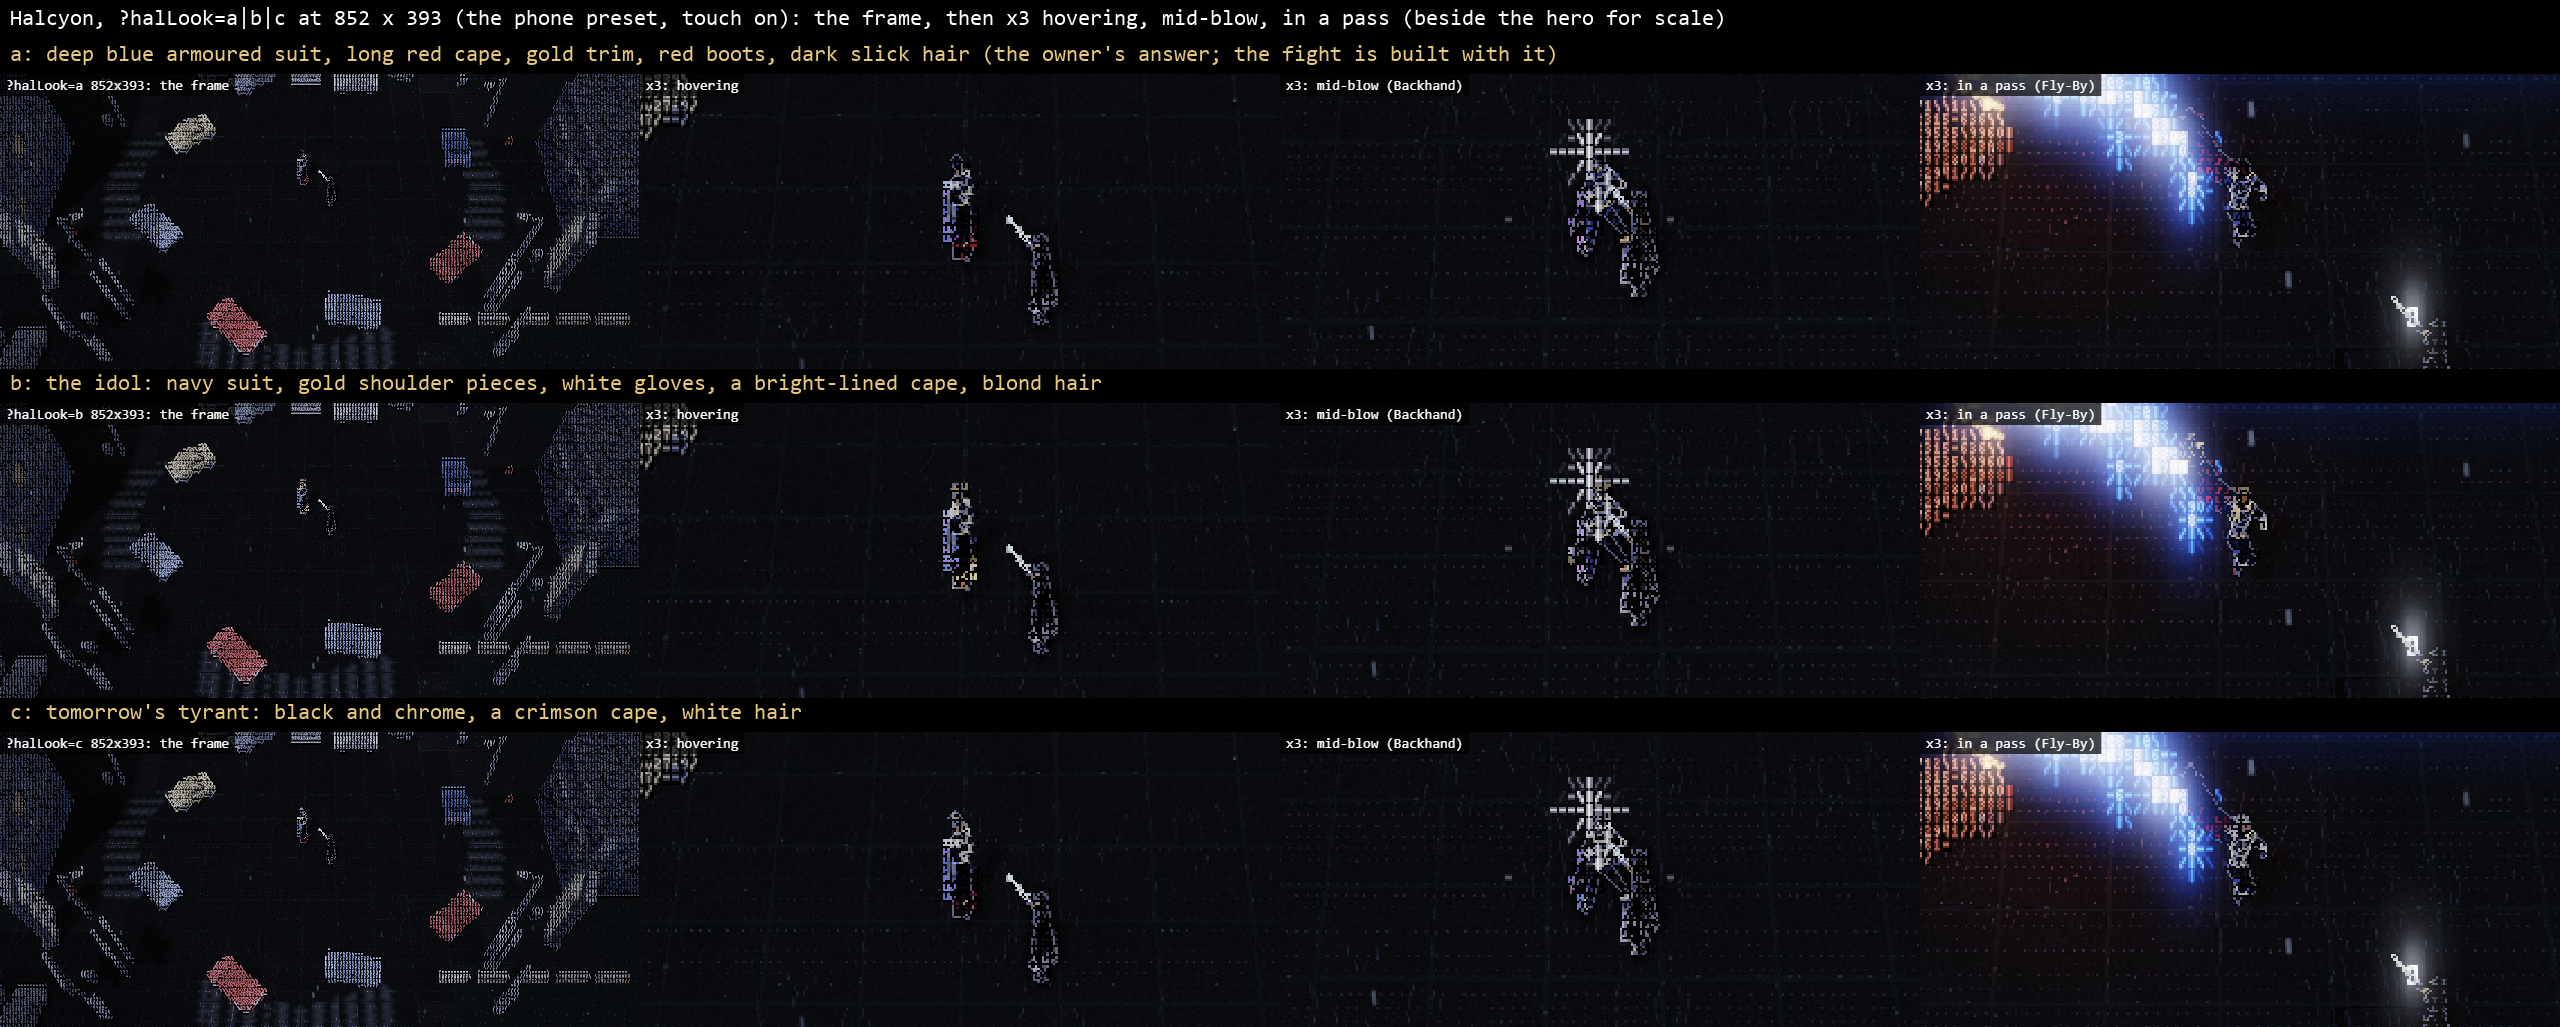 Halcyon, ?halLook=a|b|c at 852 x 393 (the phone preset, touch on): the frame, then x3 hovering, mid-blow, in a pass (beside the hero for scale)
a: deep blue armoured suit, long red cape, gold trim, red boots, dark slick hair (the owner's answer; the fight is built with it)
?halLook=a 852x393: the frame
x3: hovering
x3: mid-blow (Backhand)
x3: in a pass (Fly-By)
b: the idol: navy suit, gold shoulder pieces, white gloves, a bright-lined cape, blond hair
?halLook=b 852x393: the frame
x3: hovering
x3: mid-blow (Backhand)
x3: in a pass (Fly-By)
c: tomorrow's tyrant: black and chrome, a crimson cape, white hair
?halLook=c 852x393: the frame
x3: hovering
x3: mid-blow (Backhand)
x3: in a pass (Fly-By)